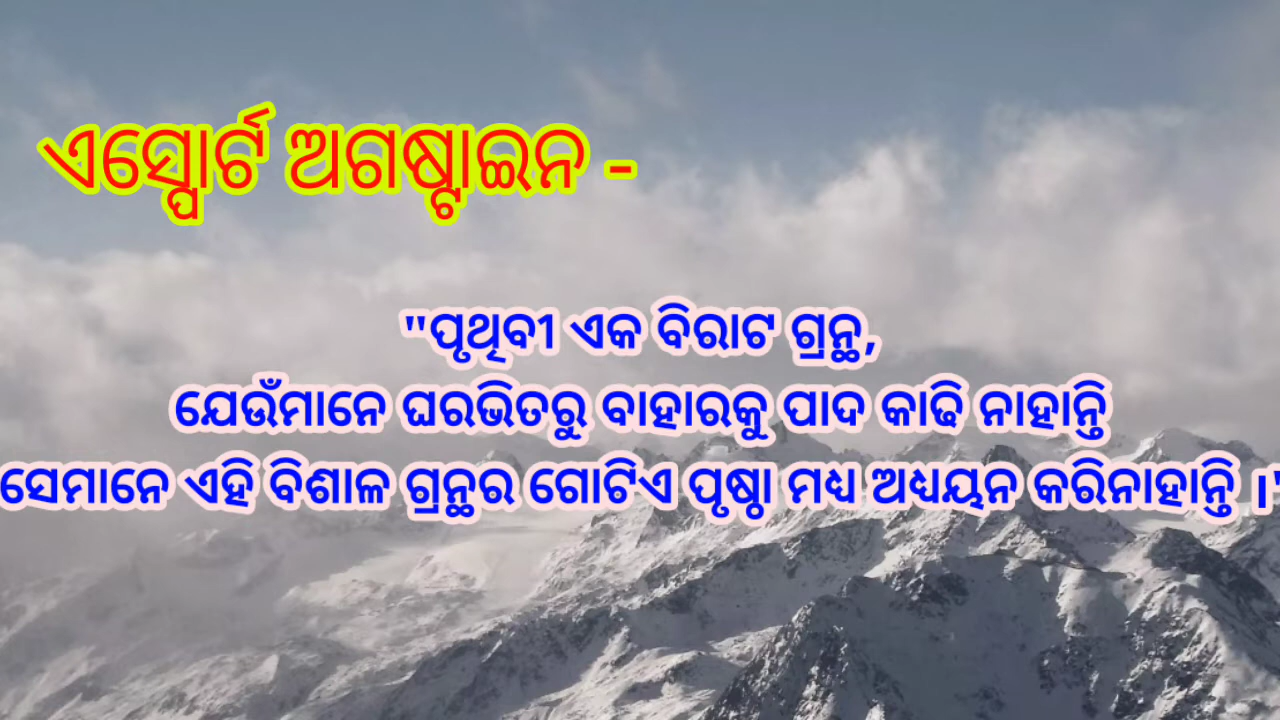 ଏସ୍ପୋର୍ଟ ଅଗଷ୍ଟାଇନ -
"ପୃଥିବୀ ଏକ ବିରାଟ ଗ୍ରନ୍ଥ,
ଯେଉଁମାନେ ଘରଭିତରୁ ବାହାରକୁ ପାଦ କାଢି ନାହାନ୍ତି
ସେମାନେ ଏହି ବିଶାଳ ଗ୍ରନ୍ଥର ଗୋଟିଏ ପୃଷ୍ଠା ମଧ୍ୟ ଅଧ୍ୟୟନ କରିନାହାନ୍ତି ।"